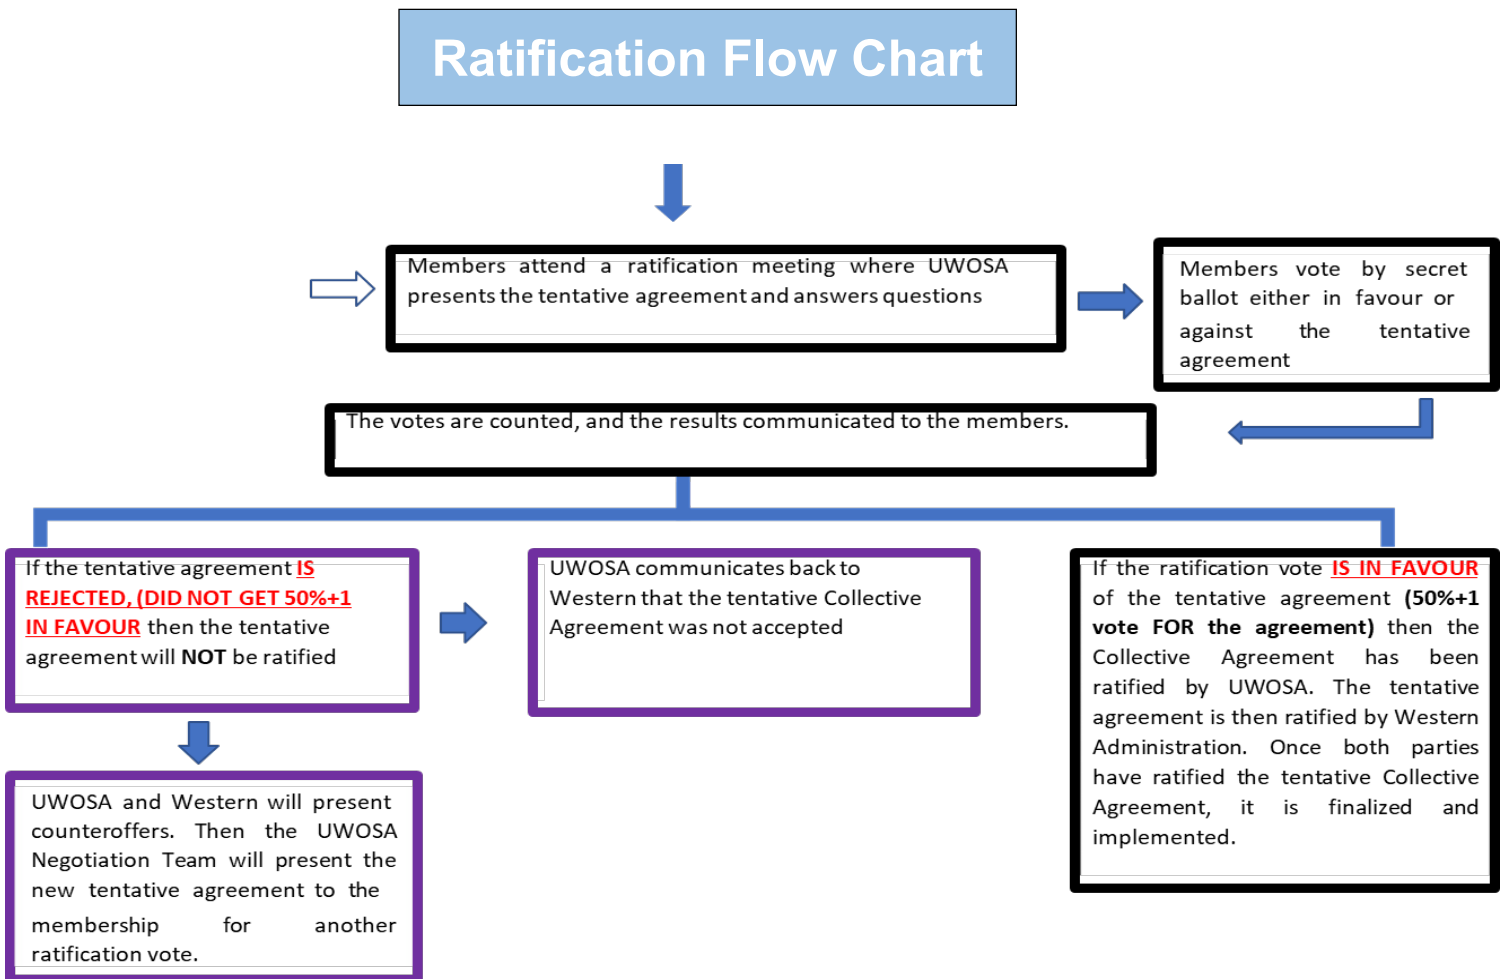 Ratification Flow Chart
Members attend a ratification meeting where UWOSA
presents the tentative agreement and answers questions
Members vote by secret
ballot either in favour or
against the tentative
agreement
The votes are counted, and the results communicated to the members.
If the tentative agreement IS
REJECTED, (DID NOT GET 50%+1
IN FAVOUR then the tentative
agreement will NOT be ratified
UWOSA communicates back to
Western that the tentative Collective
Agreement was not accepted
If the ratification vote IS IN FAVOUR
of the tentative agreement (50%+1
vote FOR the agreement) then the
Collective Agreement has been
ratified by UWOSA. The tentative
agreement is then ratified by Western
Administration. Once both parties
have ratified the tentative Collective
Agreement, it is finalized and
implemented.
UWOSA and Western will present
counteroffers. Then the UWOSA
Negotiation Team will present the
new tentative agreement to the
membership for another
ratification vote.